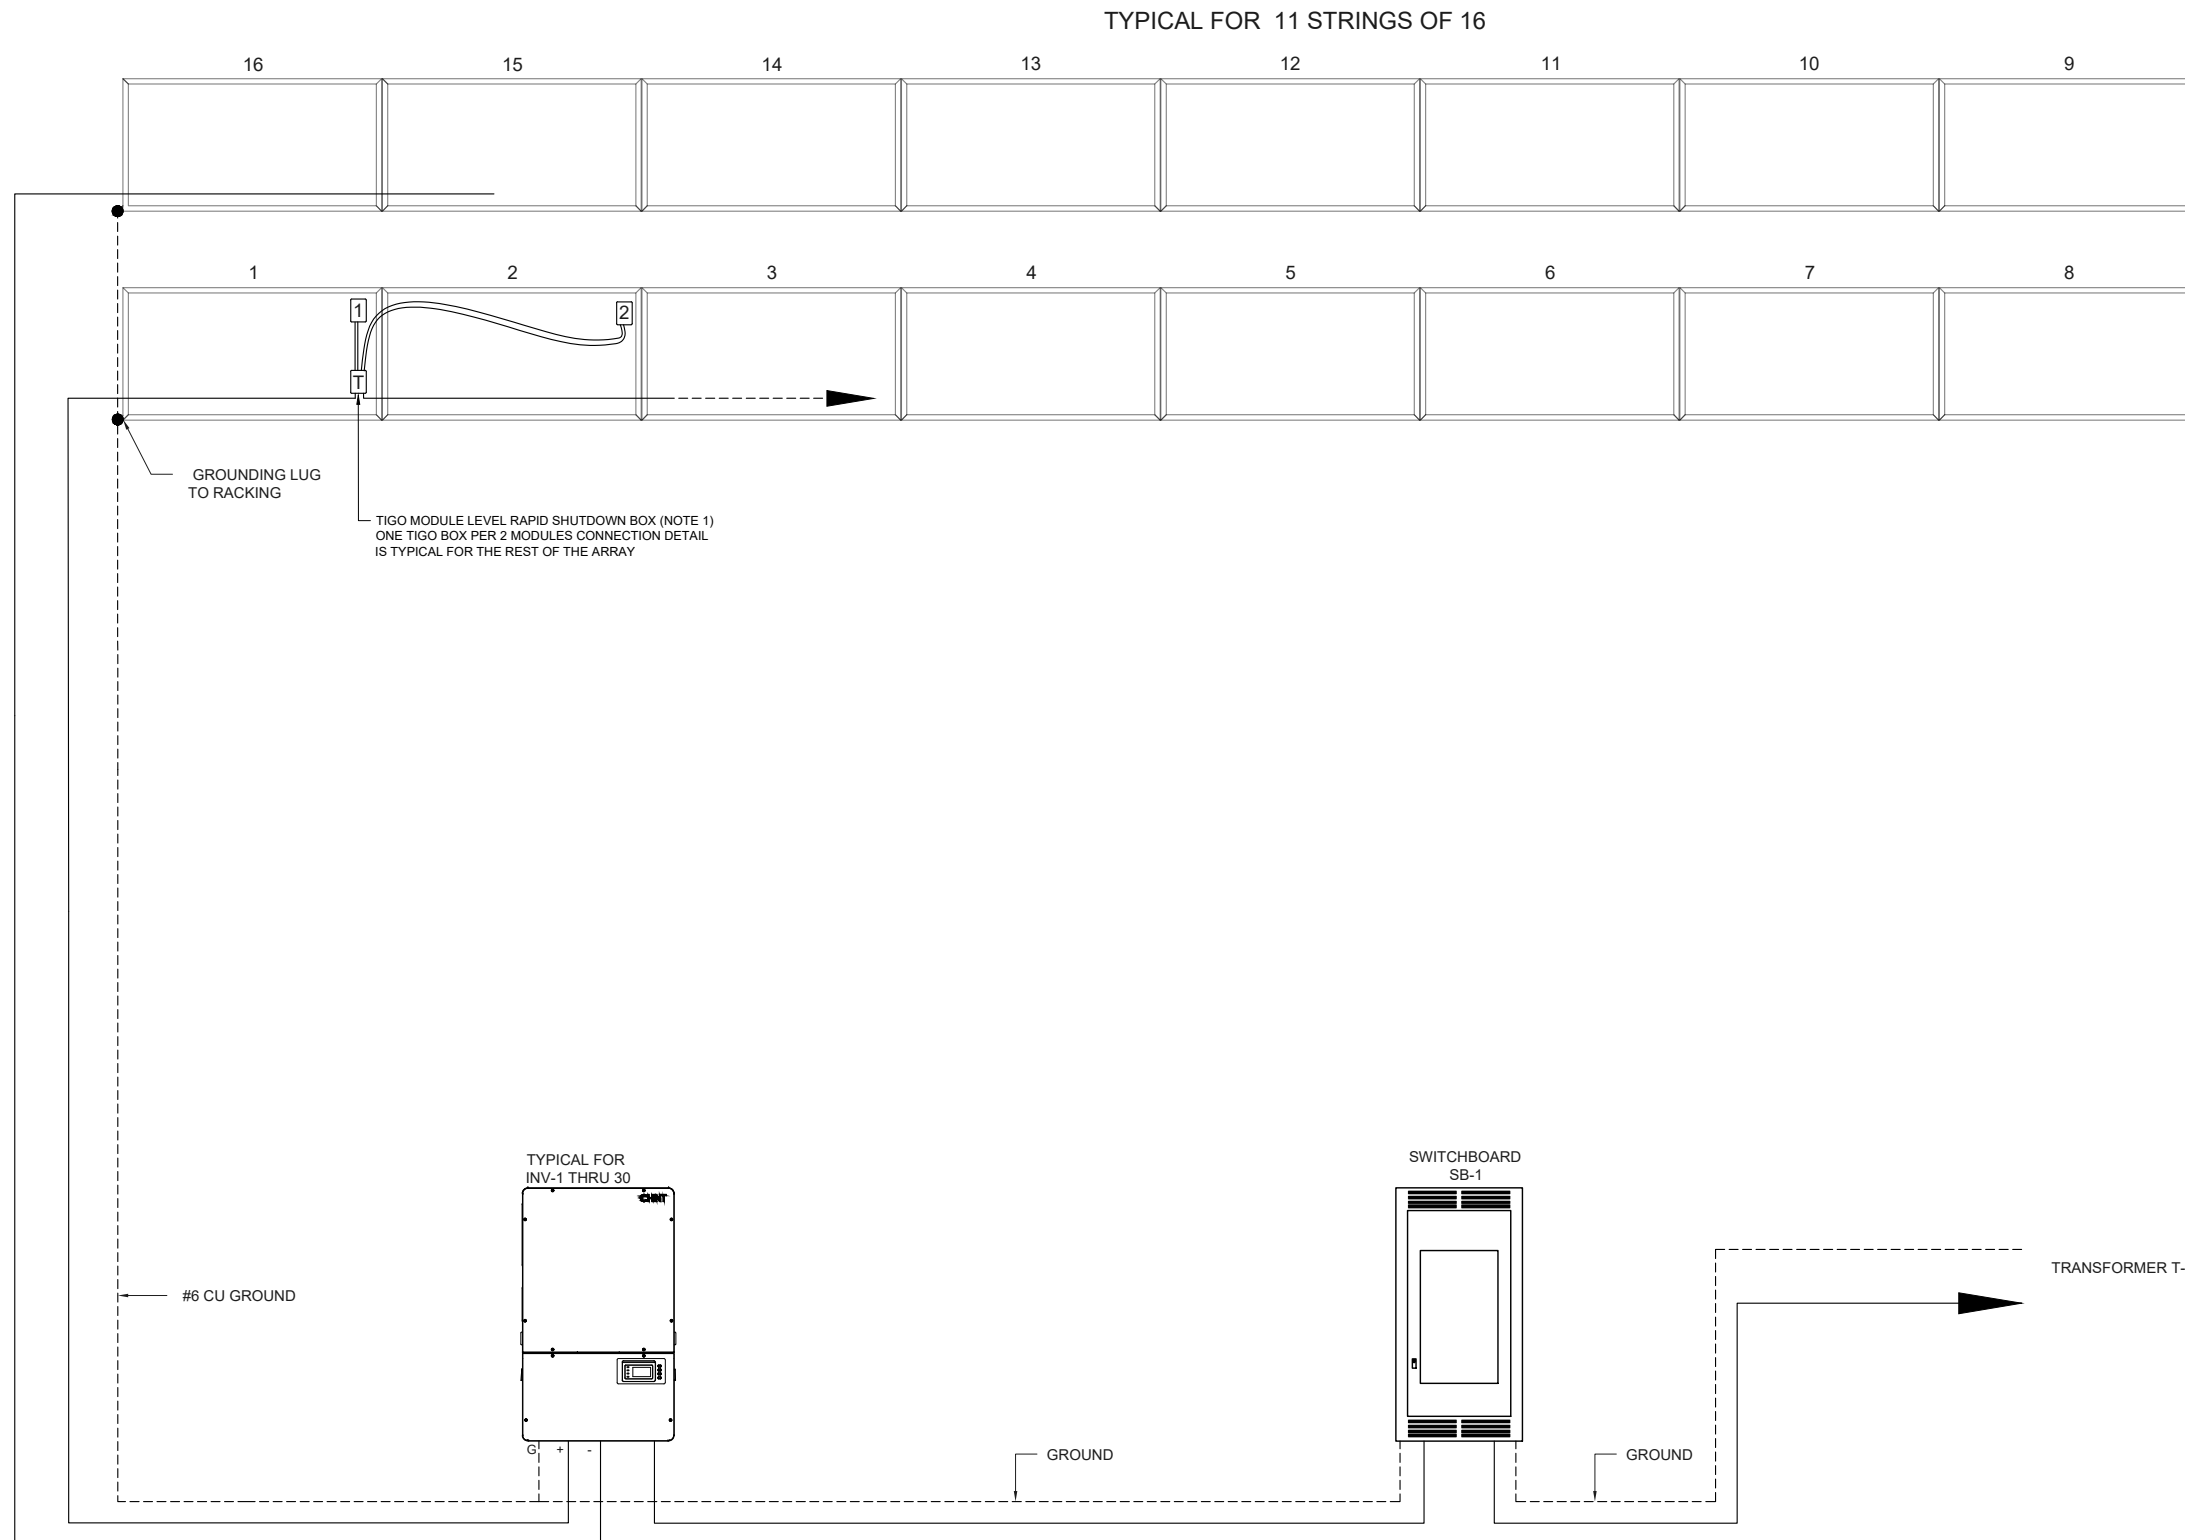 TYPICAL FOR 11 STRINGS OF 16
16 15 14 13 12 11 10 9
1 2 3 4 5 6 7 8
1
2
T
GROUNDING LUG
TO RACKING
TIGO MODULE LEVEL RAPID SHUTDOWN BOX (NOTE 1)
ONE TIGO BOX PER 2 MODULES CONNECTION DETAIL
IS TYPICAL FOR THE REST OF THE ARRAY
TYPICAL FOR
INV-1 THRU 30
CHINT
SWITCHBOARD
SB-1
TRANSFORMER T-
#6 CU GROUND
G + -
GROUND
GROUND